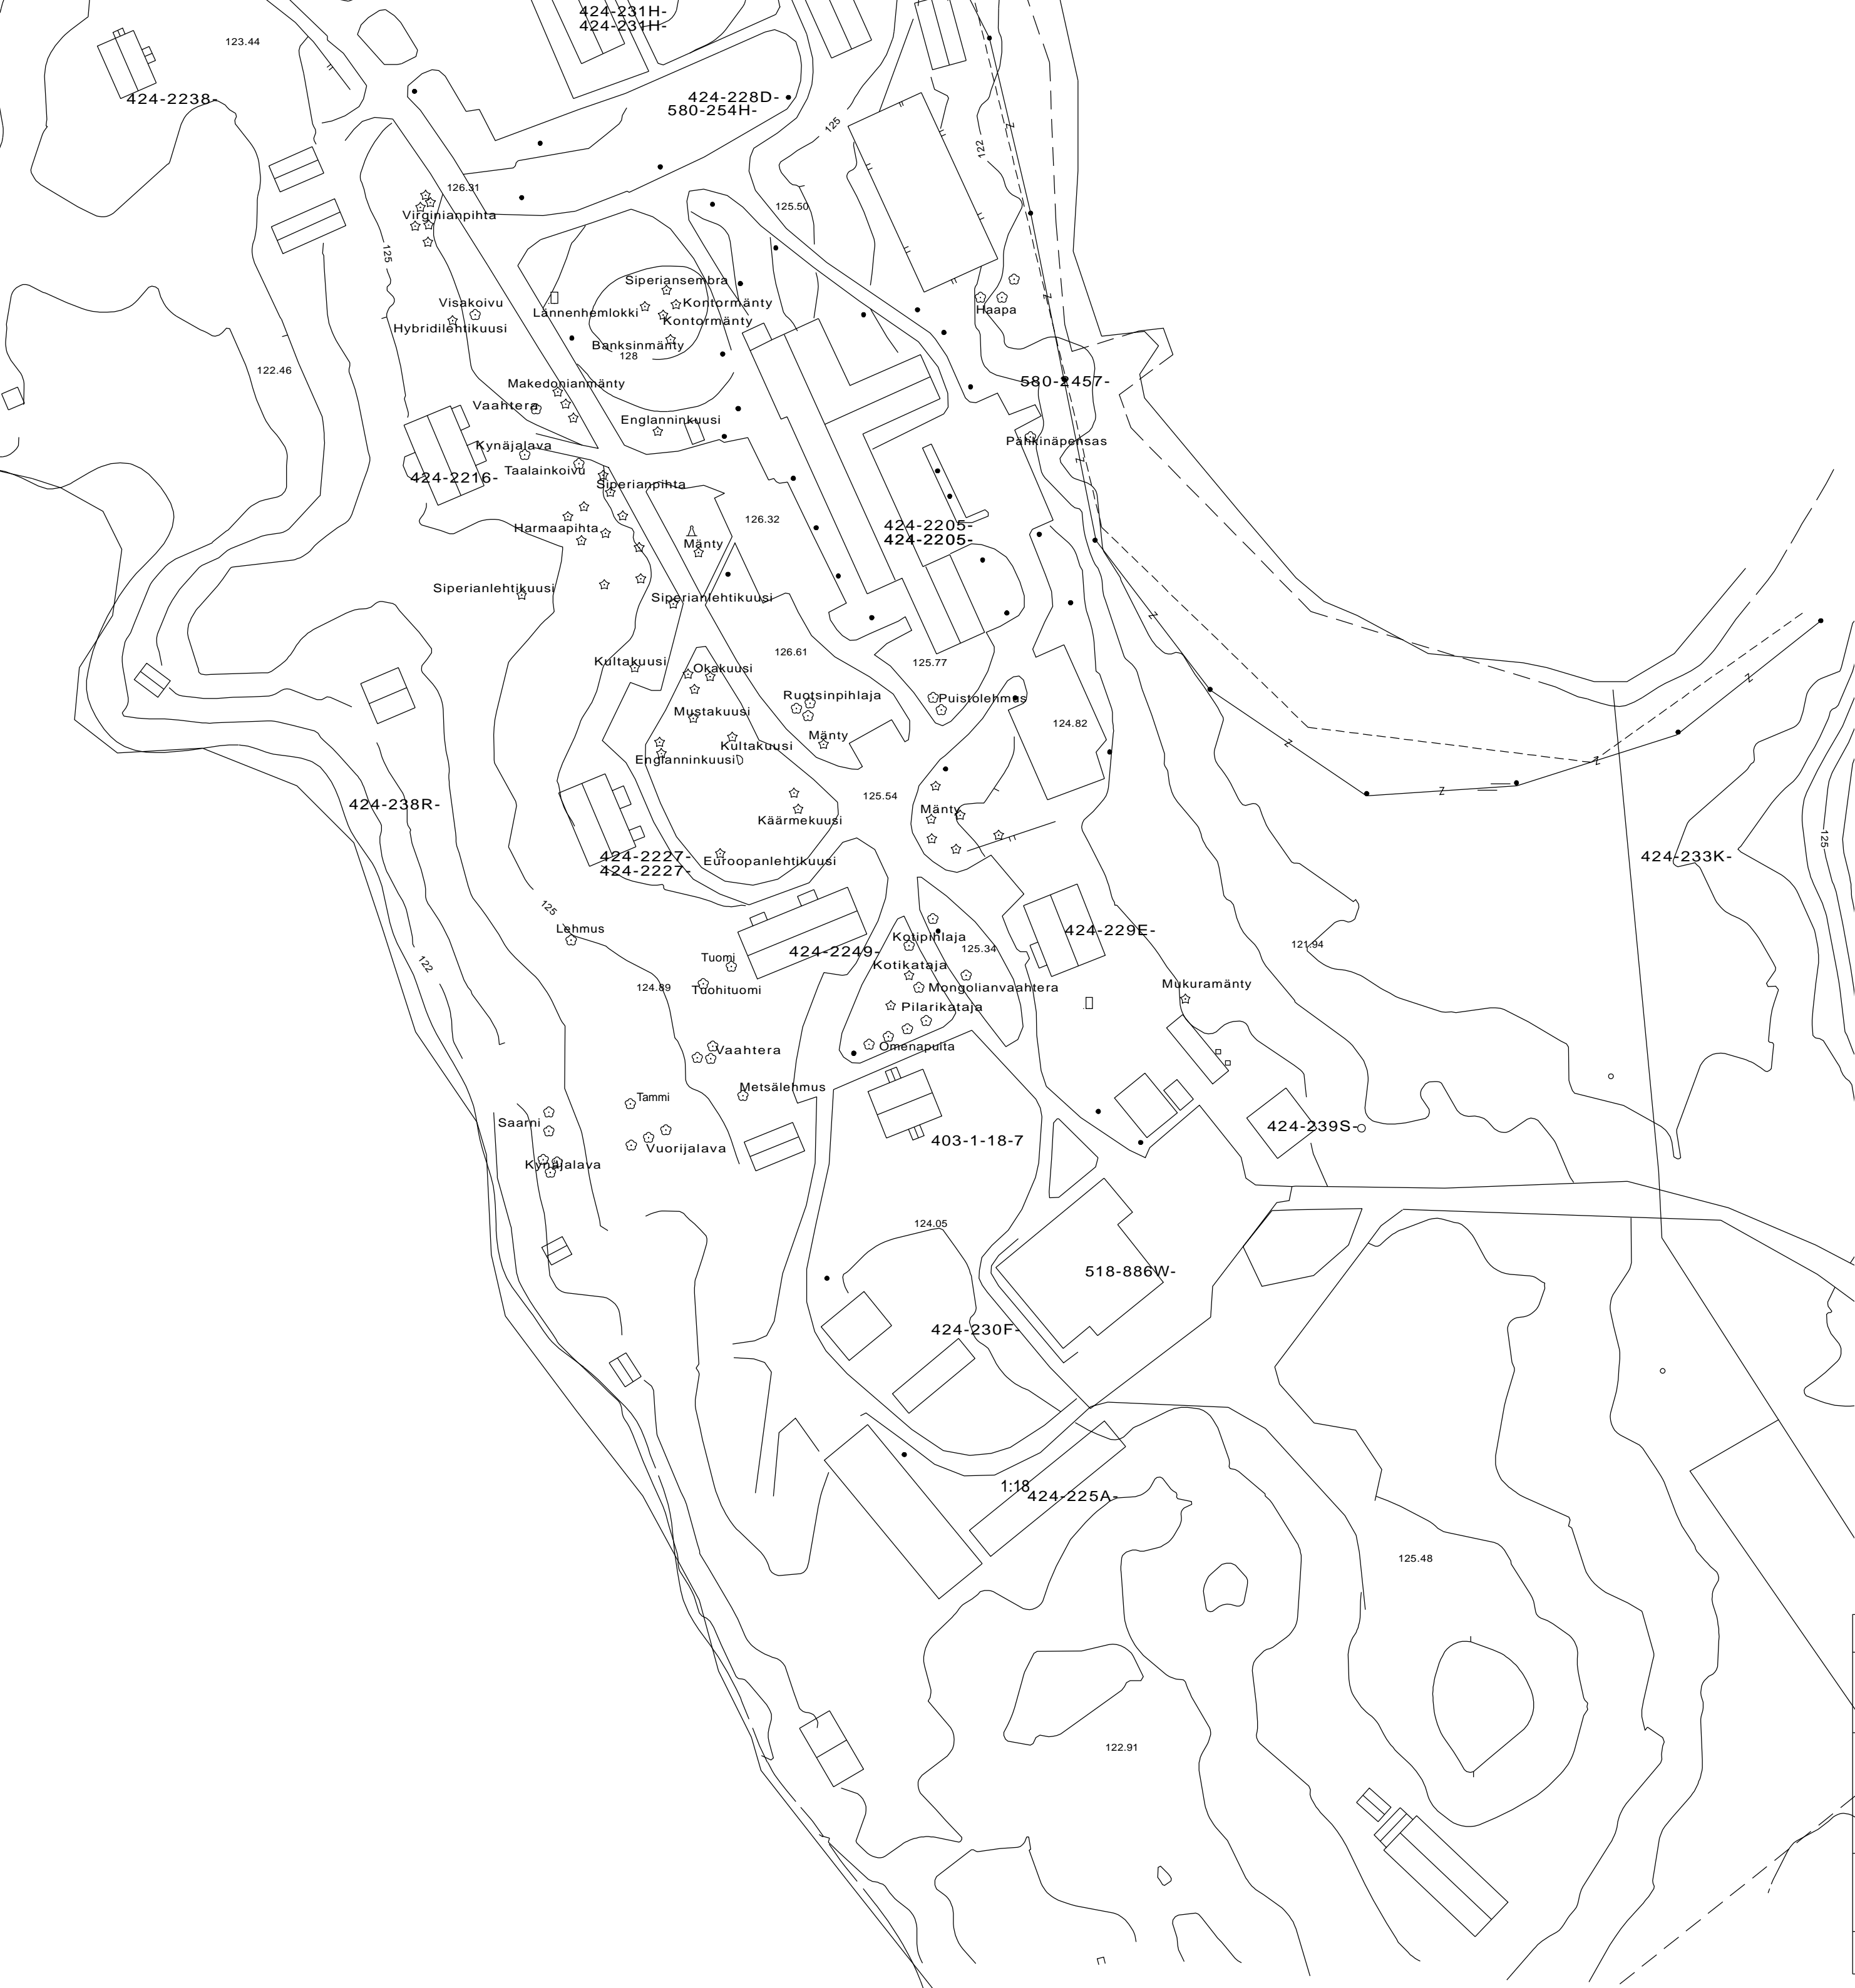 424-231H-
424-231H-
123.44
424-2238-
424-228D-
580-254H-
125
122
126.31
Virginianpihta
125.50
125
Siperiansembra
Visakoivu
Lännenhemlokki
Kontormänty
Haapa
Hybridilehtikuusi
Kontormänty
Banksinmänty
128
122.46
580-2457-
Makedonianmänty
Vaahtera
Englanninkuusi
Kynäjalava
Pähkinäpensas
Taalainkoivu
424-2216-
Siperianpihta
126.32
Harmaapihta
424-2205-
424-2205-
Mänty
Siperianlehtikuusi
Siperianlehtikuusi
126.61
Kultakuusi
Okakuusi
125.77
Ruotsinpihlaja
Puistolehmus
Mustakuusi
124.82
Mänty
Kultakuusi
Englanninkuusi
125.54
424-238R-
Mänty
Käärmekuusi
125
424-2227-
424-2227-
Euroopanlehtikuusi
424-233K-
125
Lehmus
424-229E-
Kotipihlaja
121.94
125.34
424-2249-
Tuomi
122
Kotikataja
Mukuramänty
124.89
Tuohituomi
Mongolianvaahtera
Pilarikataja
Vaahtera
Omenapuita
Metsälehmus
Tammi
Saarni
424-239S-
403-1-18-7
Vuorijalava
Kynäjalava
124.05
518-886W-
424-230F-
1:18
424-225A-
125.48
122.91